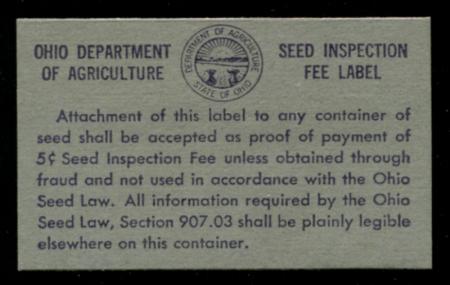 OHIO DEPARTMENT
OF AGRICULTURE
DEPARTMENT OF AGRICULTURE
STATE OF OHIO
SEED INSPECTION
FEE LABEL
Attachment of this label to any container of
seed shall be accepted as proof of payment of
5¢ Seed Inspection Fee unless obtained through
fraud and not used in accordance with the Ohio
Seed Law. All information required by the Ohio
Seed Law, Section 907.03 shall be plainly legible
elsewhere on this container.